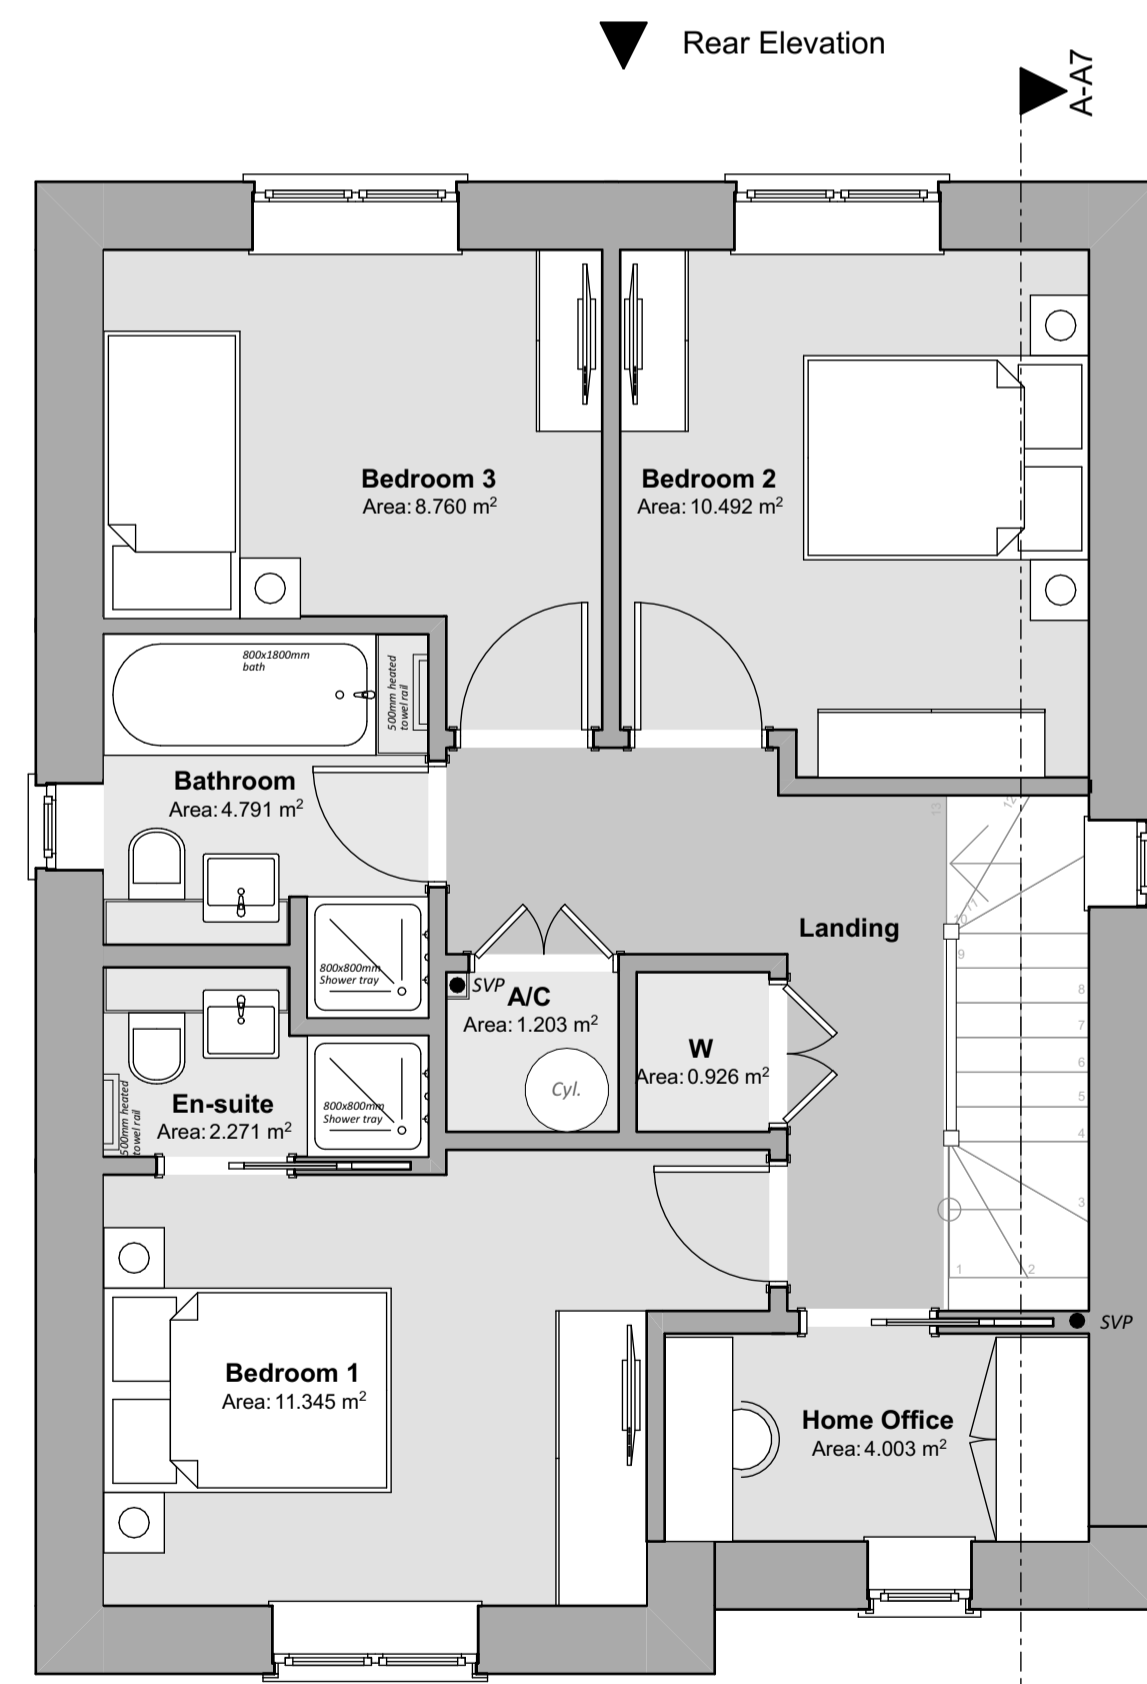 Rear Elevation
A-A7
Bedroom 3
Area: 8.760 m²
Bedroom 2
Area: 10.492 m²
800x1800mm
bath
500mm heated
towel rail
Bathroom
Area: 4.791 m²
13
12
11
10
Landing
9
8
7
6
5
4
3
2
1
800x800mm
Shower tray
SVP
A/C
Area: 1.203 m²
W
Area: 0.926 m²
Cyl.
En-suite
Area: 2.271 m²
500mm heated
towel rail
800x800mm
Shower tray
SVP
Bedroom 1
Area: 11.345 m²
Home Office
Area: 4.003 m²